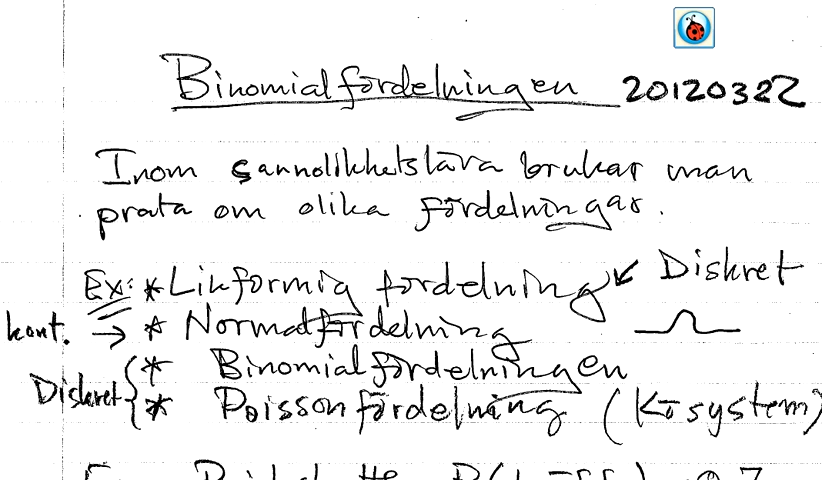 Binomialfördelningen 20120322
Inom sannolikhetslära brukar man
prata om olika fördelningar.
Ex: * Likformig fördelning ↙ Diskret
kont. → * Normalfördelning
Diskret { * Binomialfördelningen
* Poissonfördelning (Kösystem)